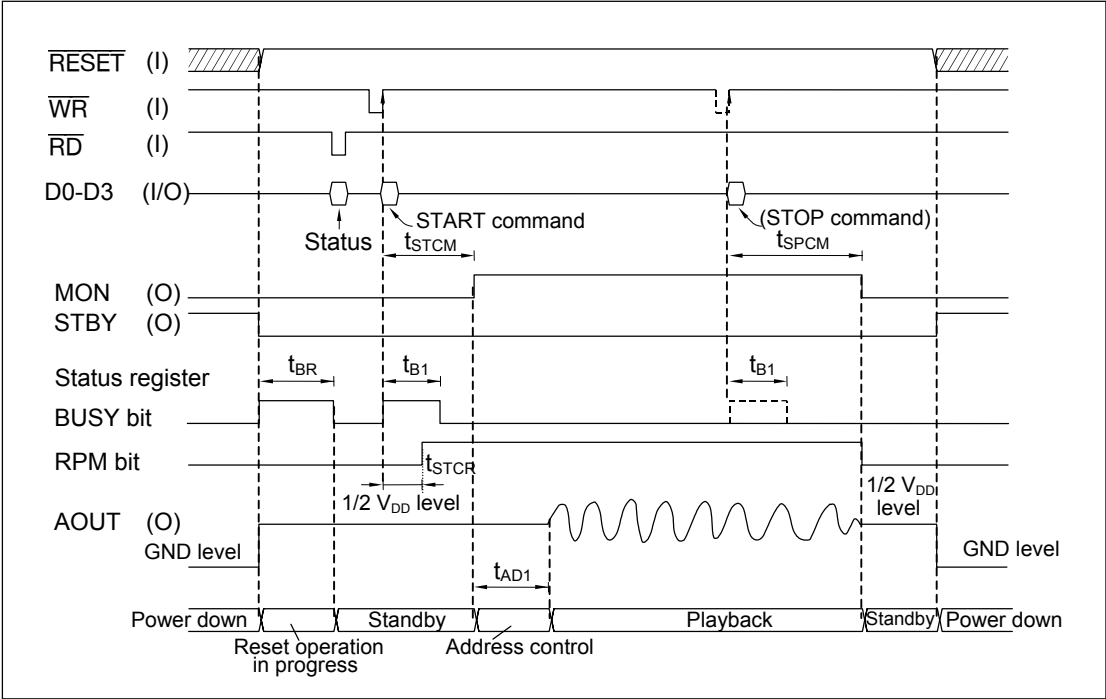 RESET (I)
WR (I)
RD (I)
D0-D3 (I/O)
START command
(STOP command)
Status
tSTCM
tSPCM
MON (O)
STBY (O)
tBR
tB1
tB1
Status register
BUSY bit
RPM bit
tSTCR
1/2 VDD level
1/2 VDD
level
AOUT (O)
GND level
GND level
tAD1
Power down
Standby
Playback
Standby
Power down
Reset operation
in progress
Address control